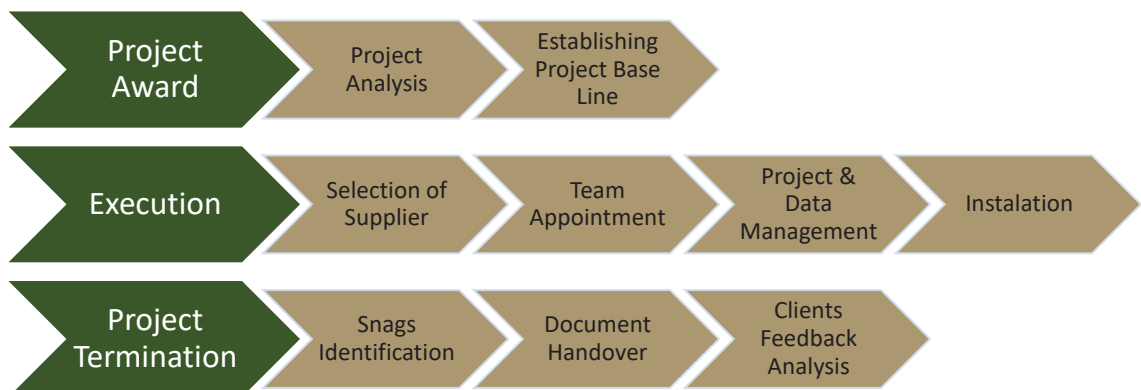 Project
Award
Project
Analysis
Establishing
Project Base
Line
Execution
Selection of
Supplier
Team
Appointment
Project &
Data
Management
Instalation
Project
Termination
Snags
Identification
Document
Handover
Clients
Feedback
Analysis